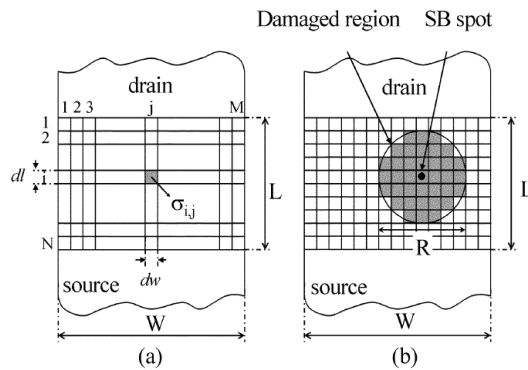 Damaged region SB spot
drain
1 2 3 j M
1
2
dl i
L
σi,j
N
dw
source
W
(a)
drain
L
R
source
W
(b)